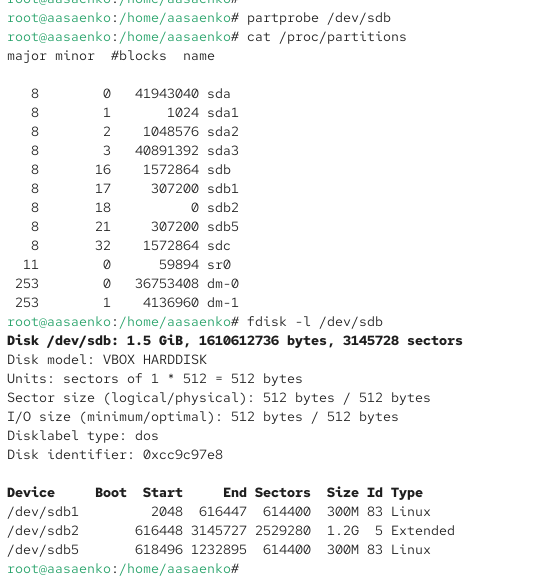 root@aasaenko:/home/aasaenko# partprobe /dev/sdb
root@aasaenko:/home/aasaenko# cat /proc/partitions
major minor  #blocks  name

   8        0   41943040 sda
   8        1       1024 sda1
   8        2    1048576 sda2
   8        3   40891392 sda3
   8       16    1572864 sdb
   8       17     307200 sdb1
   8       18          0 sdb2
   8       21     307200 sdb5
   8       32    1572864 sdc
  11        0      59894 sr0
 253        0   36753408 dm-0
 253        1    4136960 dm-1
root@aasaenko:/home/aasaenko# fdisk -l /dev/sdb
Disk /dev/sdb: 1.5 GiB, 1610612736 bytes, 3145728 sectors
Disk model: VBOX HARDDISK
Units: sectors of 1 * 512 = 512 bytes
Sector size (logical/physical): 512 bytes / 512 bytes
I/O size (minimum/optimal): 512 bytes / 512 bytes
Disklabel type: dos
Disk identifier: 0xcc9c97e8

Device     Boot  Start     End Sectors  Size Id Type
/dev/sdb1         2048  616447  614400  300M 83 Linux
/dev/sdb2       616448 3145727 2529280  1.2G  5 Extended
/dev/sdb5       618496 1232895  614400  300M 83 Linux
root@aasaenko:/home/aasaenko#